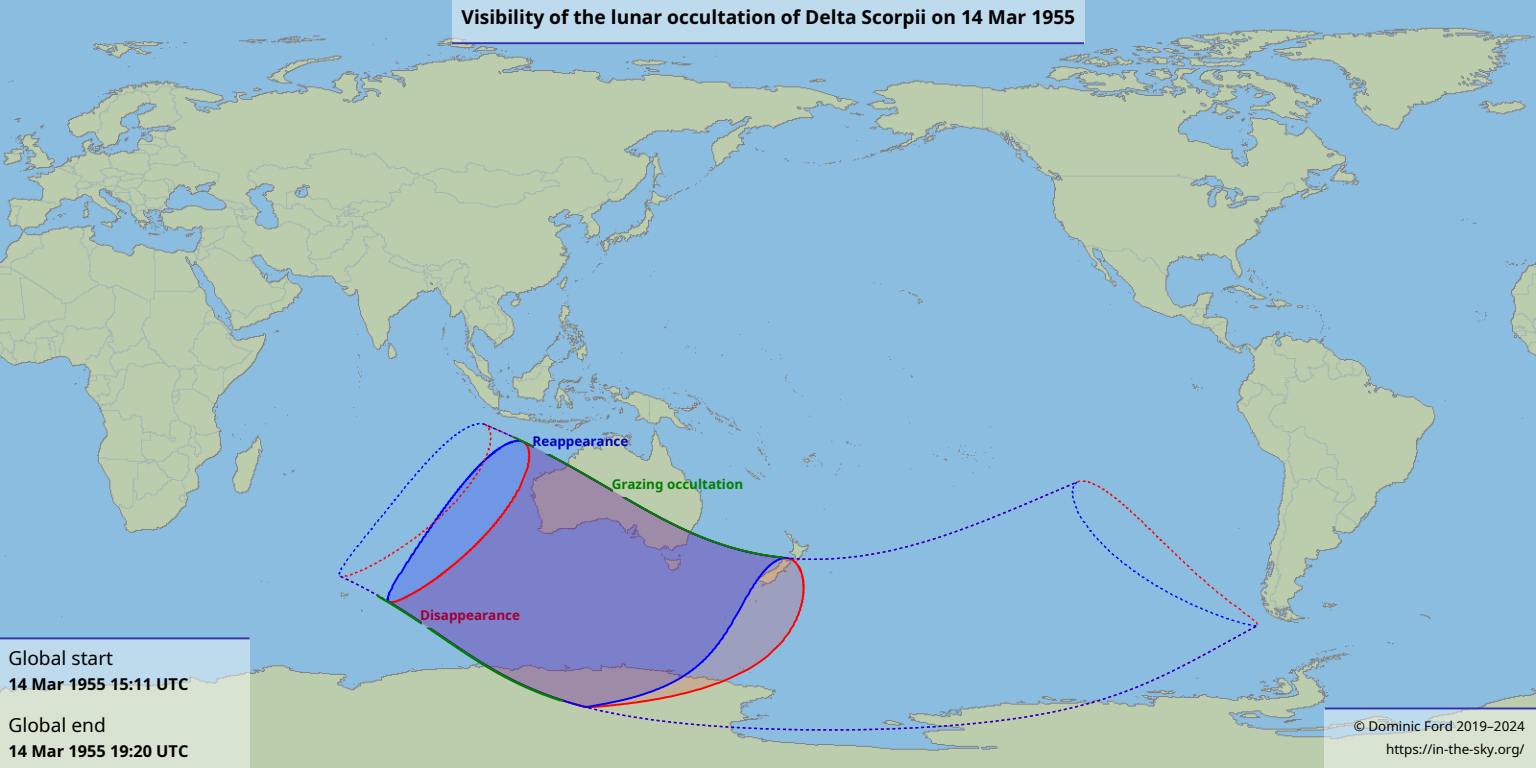 Visibility of the lunar occultation of Delta Scorpii on 14 Mar 1955
Reappearance
Grazing occultation
Disappearance
Global start
14 Mar 1955 15:11 UTC
Global end
14 Mar 1955 19:20 UTC
© Dominic Ford 2019–2024
https://in-the-sky.org/